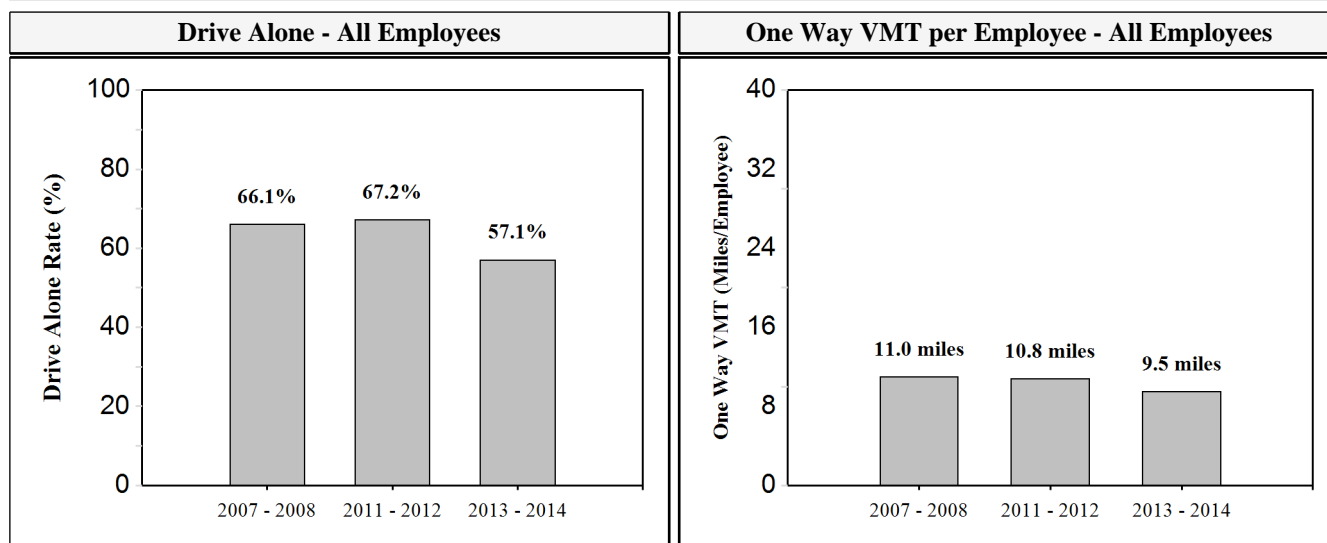 Drive Alone - All Employees
One Way VMT per Employee - All Employees
Drive Alone Rate (%)
100
80
60
40
20
0
66.1%
67.2%
57.1%
2007 - 2008
2011 - 2012
2013 - 2014
One Way VMT (Miles/Employee)
40
32
24
16
8
0
11.0 miles
10.8 miles
9.5 miles
2007 - 2008
2011 - 2012
2013 - 2014